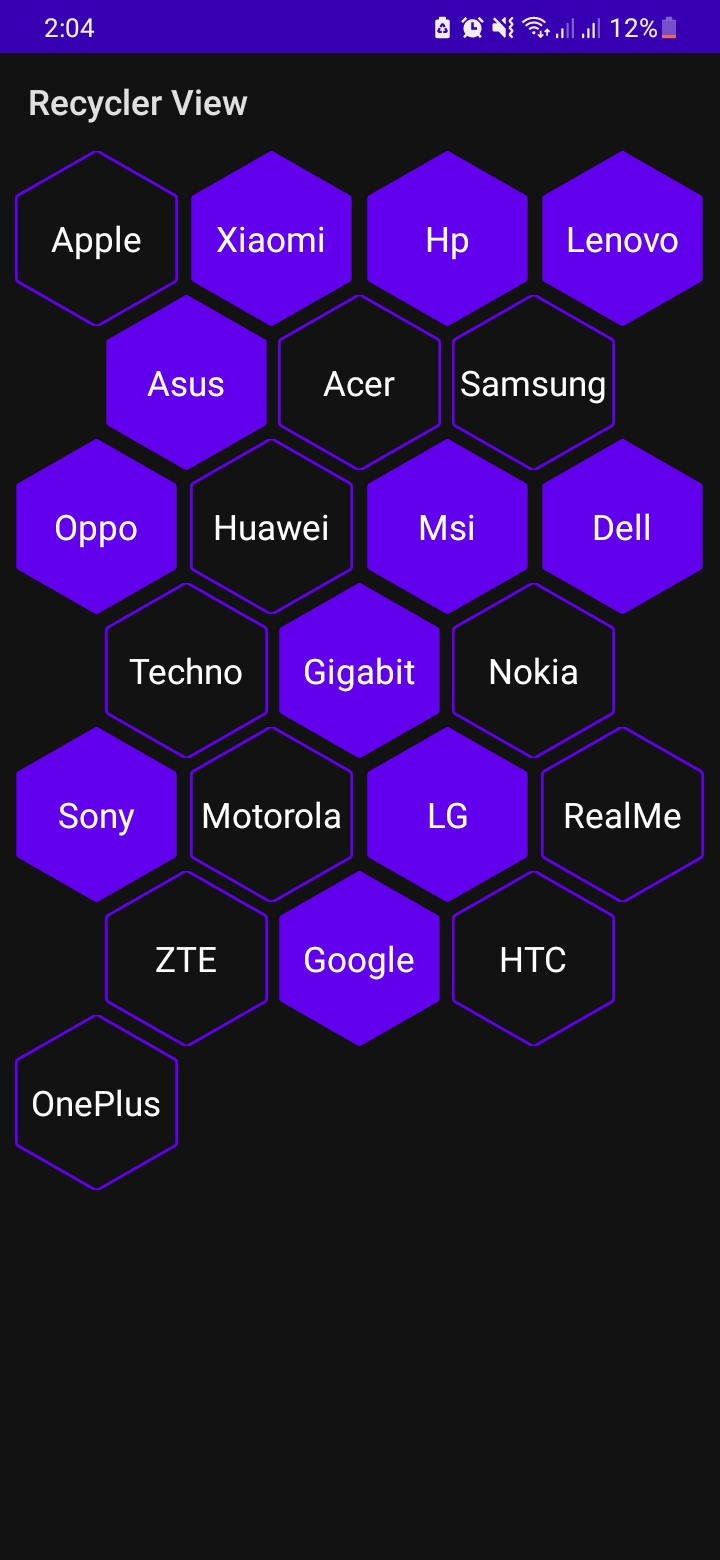 2:04 12%
Recycler View
Apple Xiaomi Hp Lenovo
Asus Acer Samsung
Oppo Huawei Msi Dell
Techno Gigabit Nokia
Sony Motorola LG RealMe
ZTE Google HTC
OnePlus